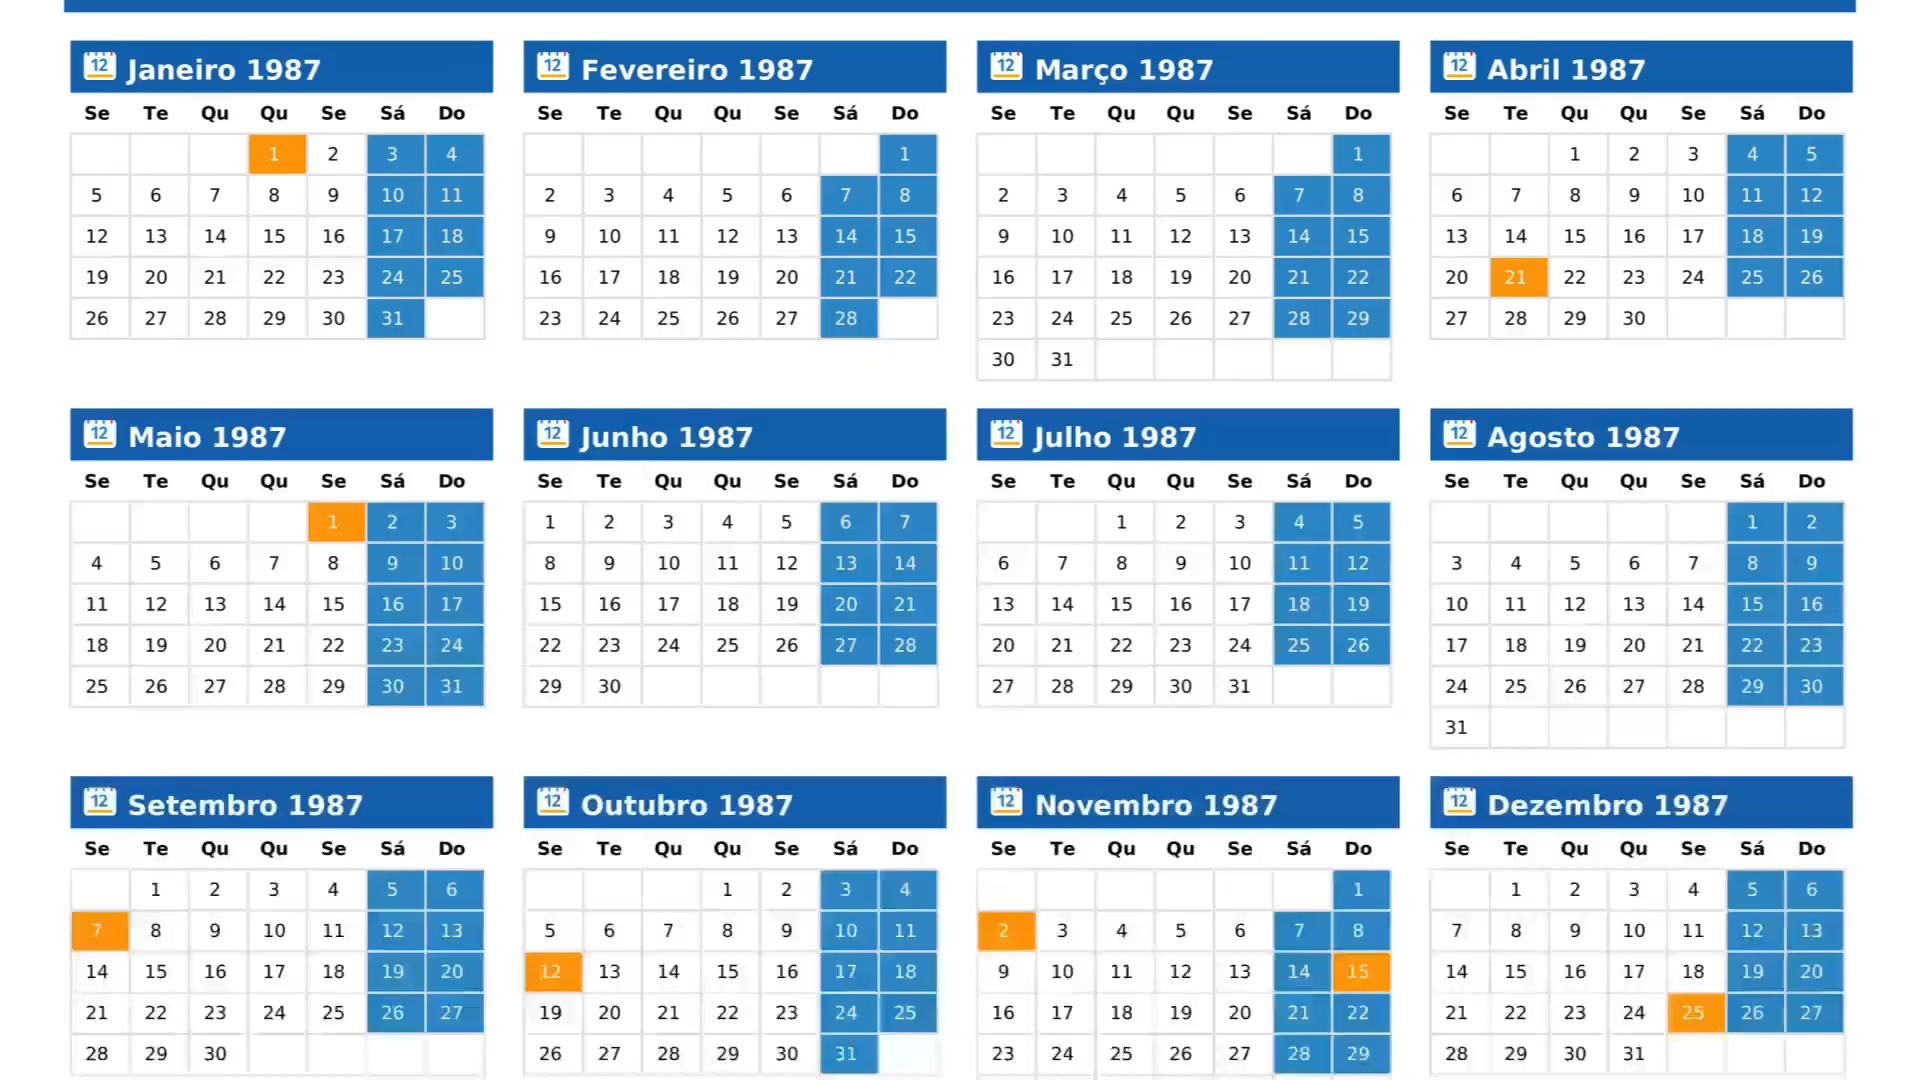 12 Janeiro 1987
Se Te Qu Qu Se Sá Do
1 2 3 4
5 6 7 8 9 10 11
12 13 14 15 16 17 18
19 20 21 22 23 24 25
26 27 28 29 30 31
12 Fevereiro 1987
Se Te Qu Qu Se Sá Do
1
2 3 4 5 6 7 8
9 10 11 12 13 14 15
16 17 18 19 20 21 22
23 24 25 26 27 28
12 Março 1987
Se Te Qu Qu Se Sá Do
1
2 3 4 5 6 7 8
9 10 11 12 13 14 15
16 17 18 19 20 21 22
23 24 25 26 27 28 29
30 31
12 Abril 1987
Se Te Qu Qu Se Sá Do
1 2 3 4 5
6 7 8 9 10 11 12
13 14 15 16 17 18 19
20 21 22 23 24 25 26
27 28 29 30
12 Maio 1987
Se Te Qu Qu Se Sá Do
1 2 3
4 5 6 7 8 9 10
11 12 13 14 15 16 17
18 19 20 21 22 23 24
25 26 27 28 29 30 31
12 Junho 1987
Se Te Qu Qu Se Sá Do
1 2 3 4 5 6 7
8 9 10 11 12 13 14
15 16 17 18 19 20 21
22 23 24 25 26 27 28
29 30
12 Julho 1987
Se Te Qu Qu Se Sá Do
1 2 3 4 5
6 7 8 9 10 11 12
13 14 15 16 17 18 19
20 21 22 23 24 25 26
27 28 29 30 31
12 Agosto 1987
Se Te Qu Qu Se Sá Do
1 2
3 4 5 6 7 8 9
10 11 12 13 14 15 16
17 18 19 20 21 22 23
24 25 26 27 28 29 30
31
12 Setembro 1987
Se Te Qu Qu Se Sá Do
1 2 3 4 5 6
7 8 9 10 11 12 13
14 15 16 17 18 19 20
21 22 23 24 25 26 27
28 29 30
12 Outubro 1987
Se Te Qu Qu Se Sá Do
1 2 3 4
5 6 7 8 9 10 11
12 13 14 15 16 17 18
19 20 21 22 23 24 25
26 27 28 29 30 31
12 Novembro 1987
Se Te Qu Qu Se Sá Do
1
2 3 4 5 6 7 8
9 10 11 12 13 14 15
16 17 18 19 20 21 22
23 24 25 26 27 28 29
12 Dezembro 1987
Se Te Qu Qu Se Sá Do
1 2 3 4 5 6
7 8 9 10 11 12 13
14 15 16 17 18 19 20
21 22 23 24 25 26 27
28 29 30 31